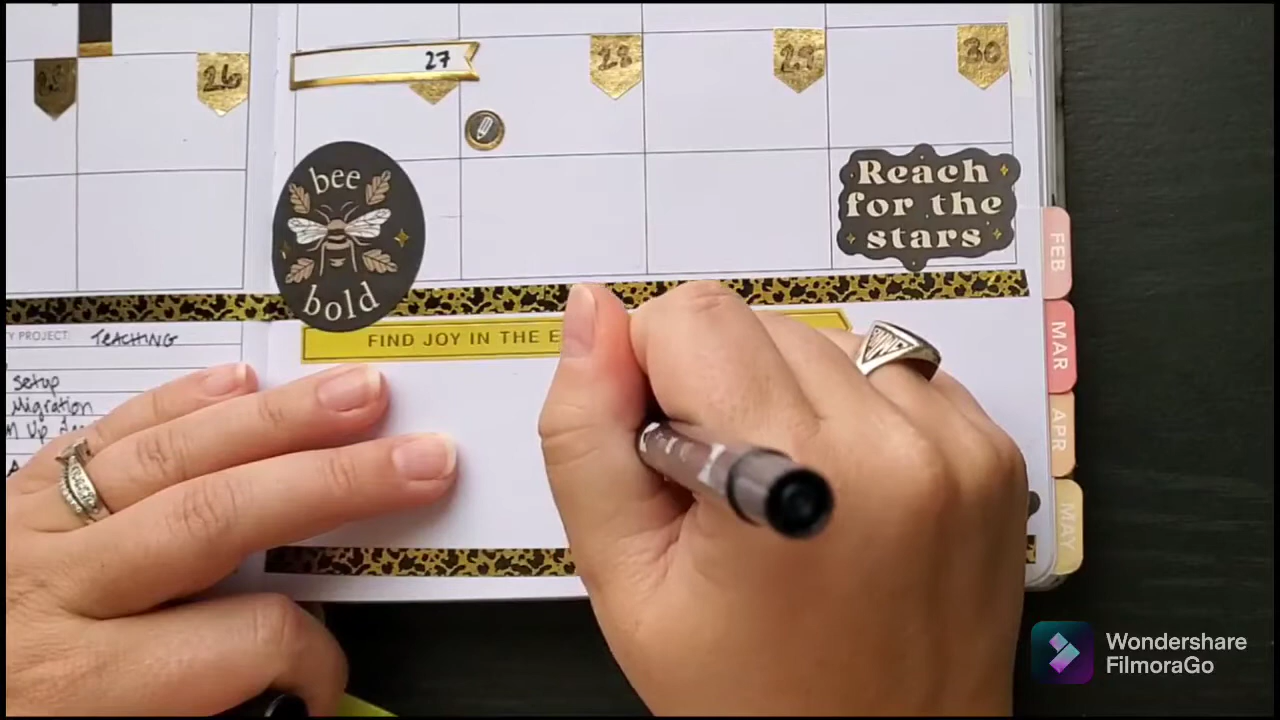 26
27
28
29
30
bee
bold
Reach
for the
stars
FIND JOY IN THE
Y PROJECT: TEACHING
setup
Migration
Up
FEB
MAR
APR
MAY
Wondershare
FilmoraGo